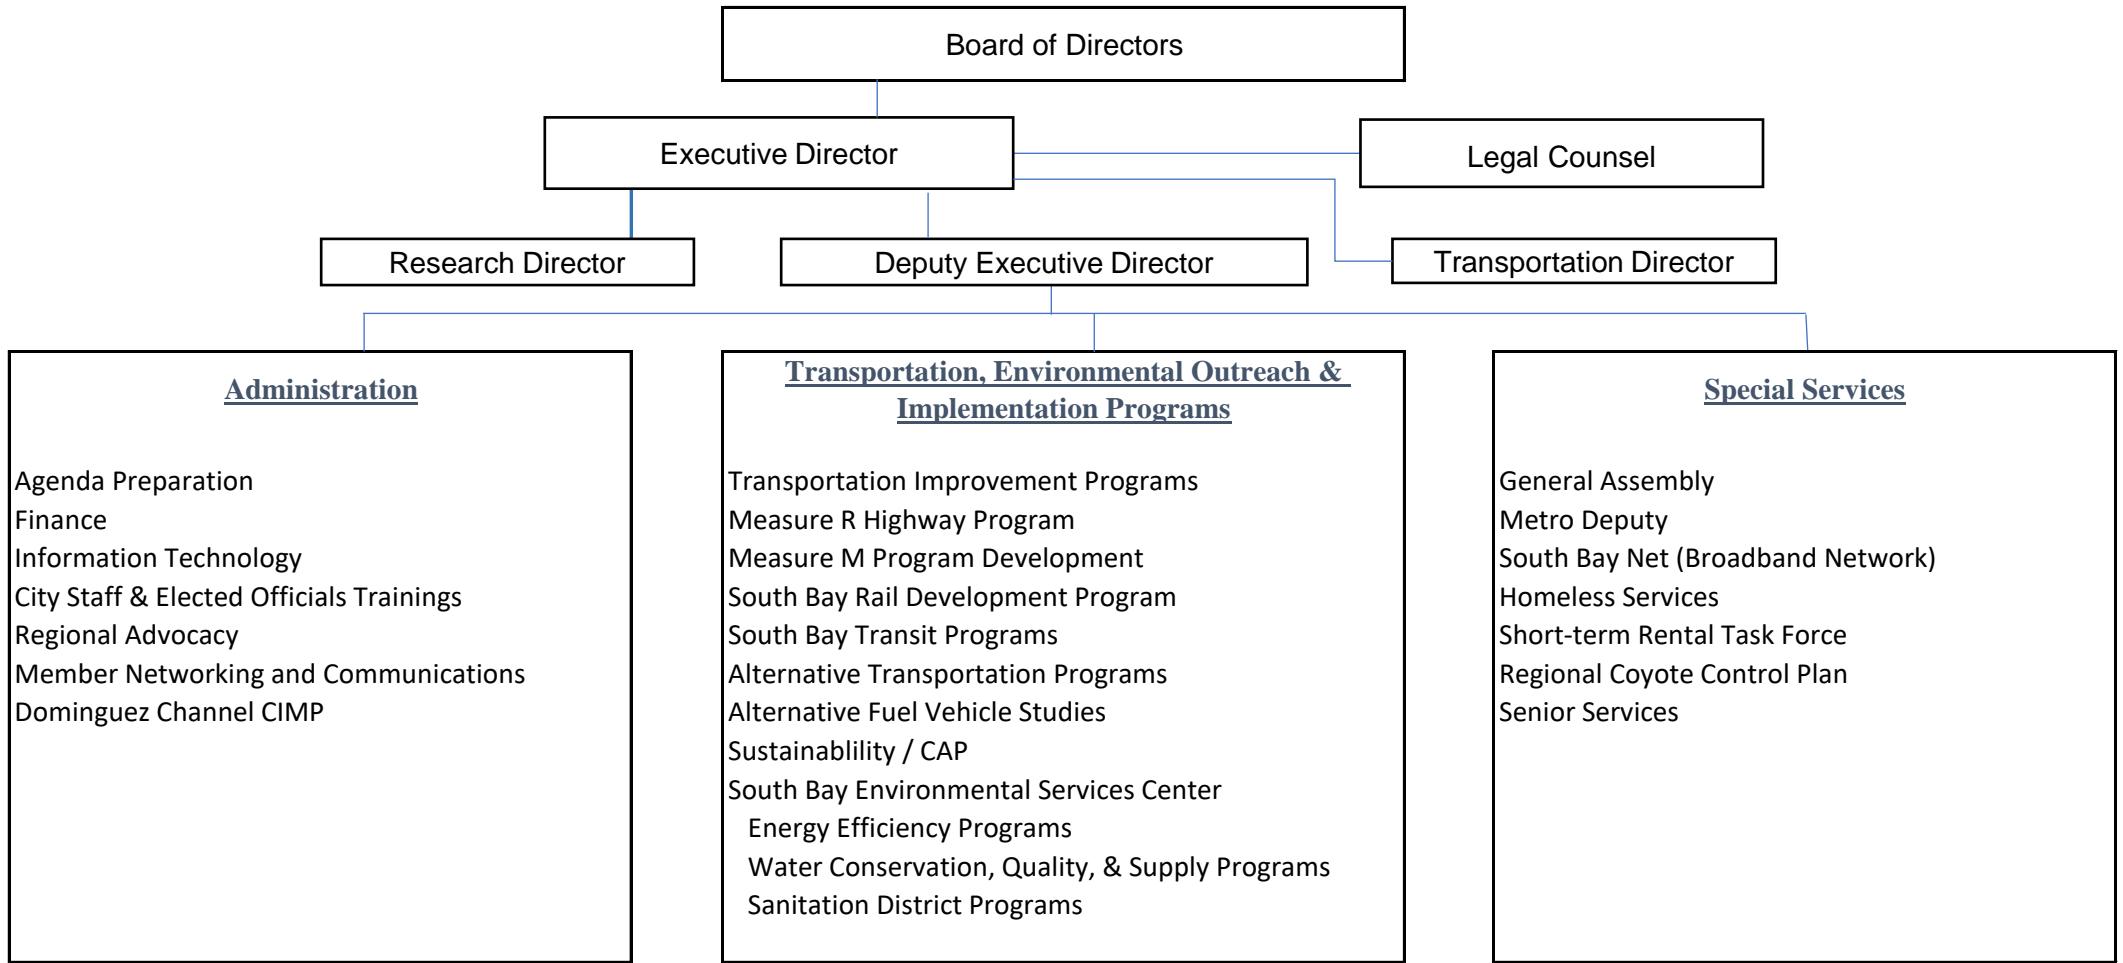 Board of Directors
Executive Director
Legal Counsel
Research Director
Deputy Executive Director
Transportation Director
Administration
Agenda Preparation
Finance
Information Technology
City Staff & Elected Officials Trainings
Regional Advocacy
Member Networking and Communications
Dominguez Channel CIMP
Transportation, Environmental Outreach &
Implementation Programs
Transportation Improvement Programs
Measure R Highway Program
Measure M Program Development
South Bay Rail Development Program
South Bay Transit Programs
Alternative Transportation Programs
Alternative Fuel Vehicle Studies
Sustainablility / CAP
South Bay Environmental Services Center
Energy Efficiency Programs
Water Conservation, Quality, & Supply Programs
Sanitation District Programs
Special Services
General Assembly
Metro Deputy
South Bay Net (Broadband Network)
Homeless Services
Short-term Rental Task Force
Regional Coyote Control Plan
Senior Services